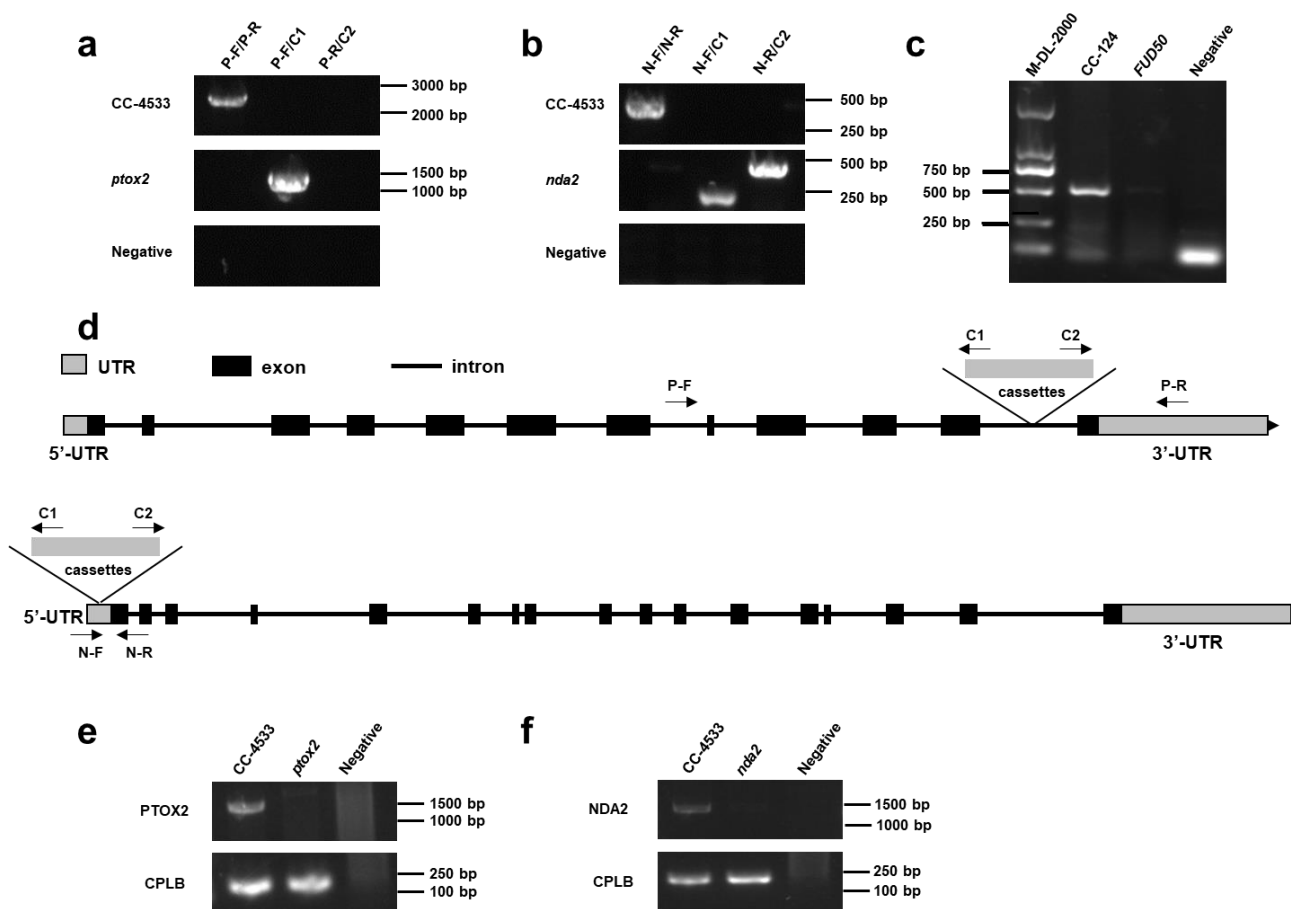 a
P-F/P-R P-F/C1 P-R/C2
CC-4533
3000 bp
2000 bp
ptox2
1500 bp
1000 bp
Negative
b
N-F/N-R N-F/C1 N-R/C2
CC-4533
500 bp
250 bp
nda2
500 bp
250 bp
Negative
c
M-DL-2000 CC-124 FUD50 Negative
750 bp
500 bp
250 bp
d
UTR exon intron
C1 C2
cassettes
P-F
P-R
5’-UTR
3’-UTR
C1 C2
cassettes
5’-UTR
N-F N-R
3’-UTR
e
CC-4533 ptox2 Negative
PTOX2
1500 bp
1000 bp
CPLB
250 bp
100 bp
f
CC-4533 nda2 Negative
NDA2
1500 bp
1000 bp
CPLB
250 bp
100 bp